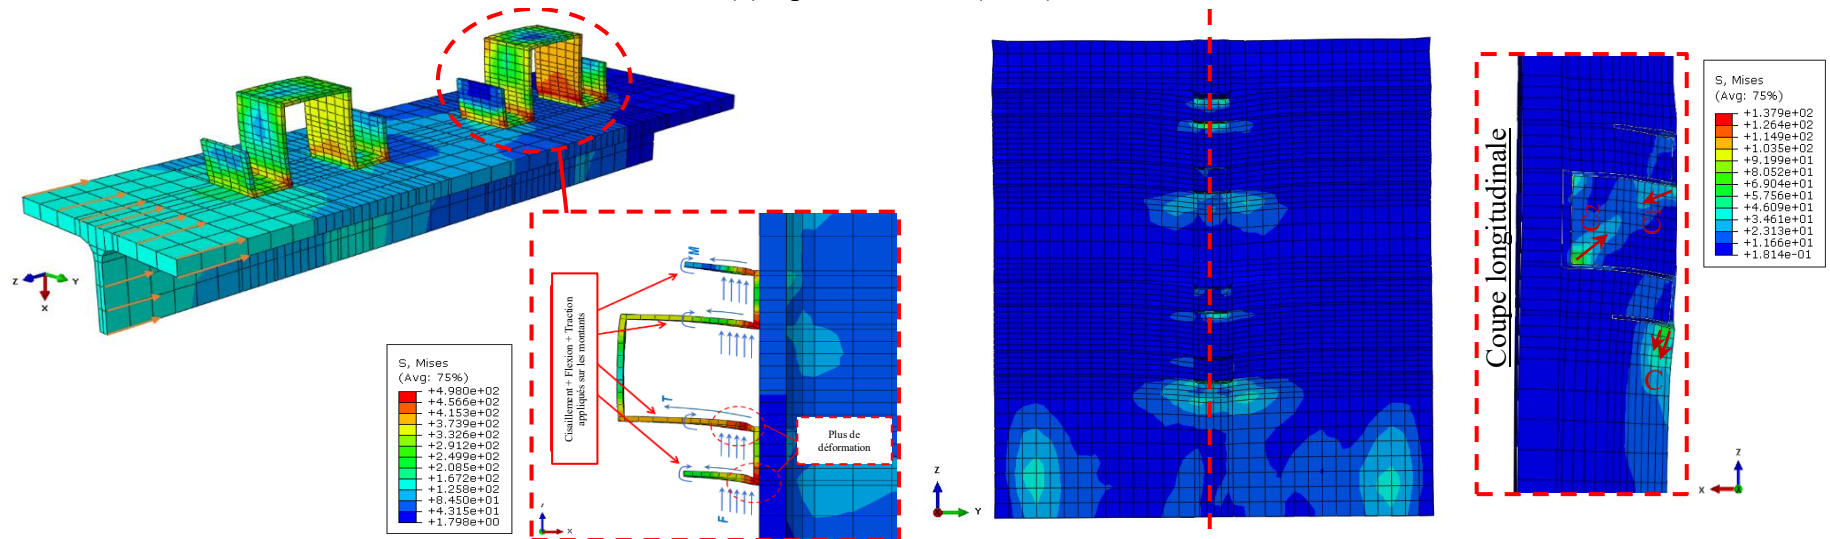 Z
Y
X
S, Mises
(Avg: 75%)
+4.980e+02
+4.566e+02
+4.153e+02
+3.739e+02
+3.326e+02
+2.912e+02
+2.499e+02
+2.085e+02
+1.672e+02
+1.258e+02
+8.450e+01
+4.315e+01
+1.798e+00
Cisaillement + Flexion + Traction
appliqués sur les montants
M
T
F
Plus de
déformation
X
Z
Y
Coupe longitudinale
C
C
C
Z
X
S, Mises
(Avg: 75%)
+1.379e+02
+1.264e+02
+1.149e+02
+1.035e+02
+9.199e+01
+8.052e+01
+6.904e+01
+5.756e+01
+4.609e+01
+3.461e+01
+2.313e+01
+1.166e+01
+1.814e-01